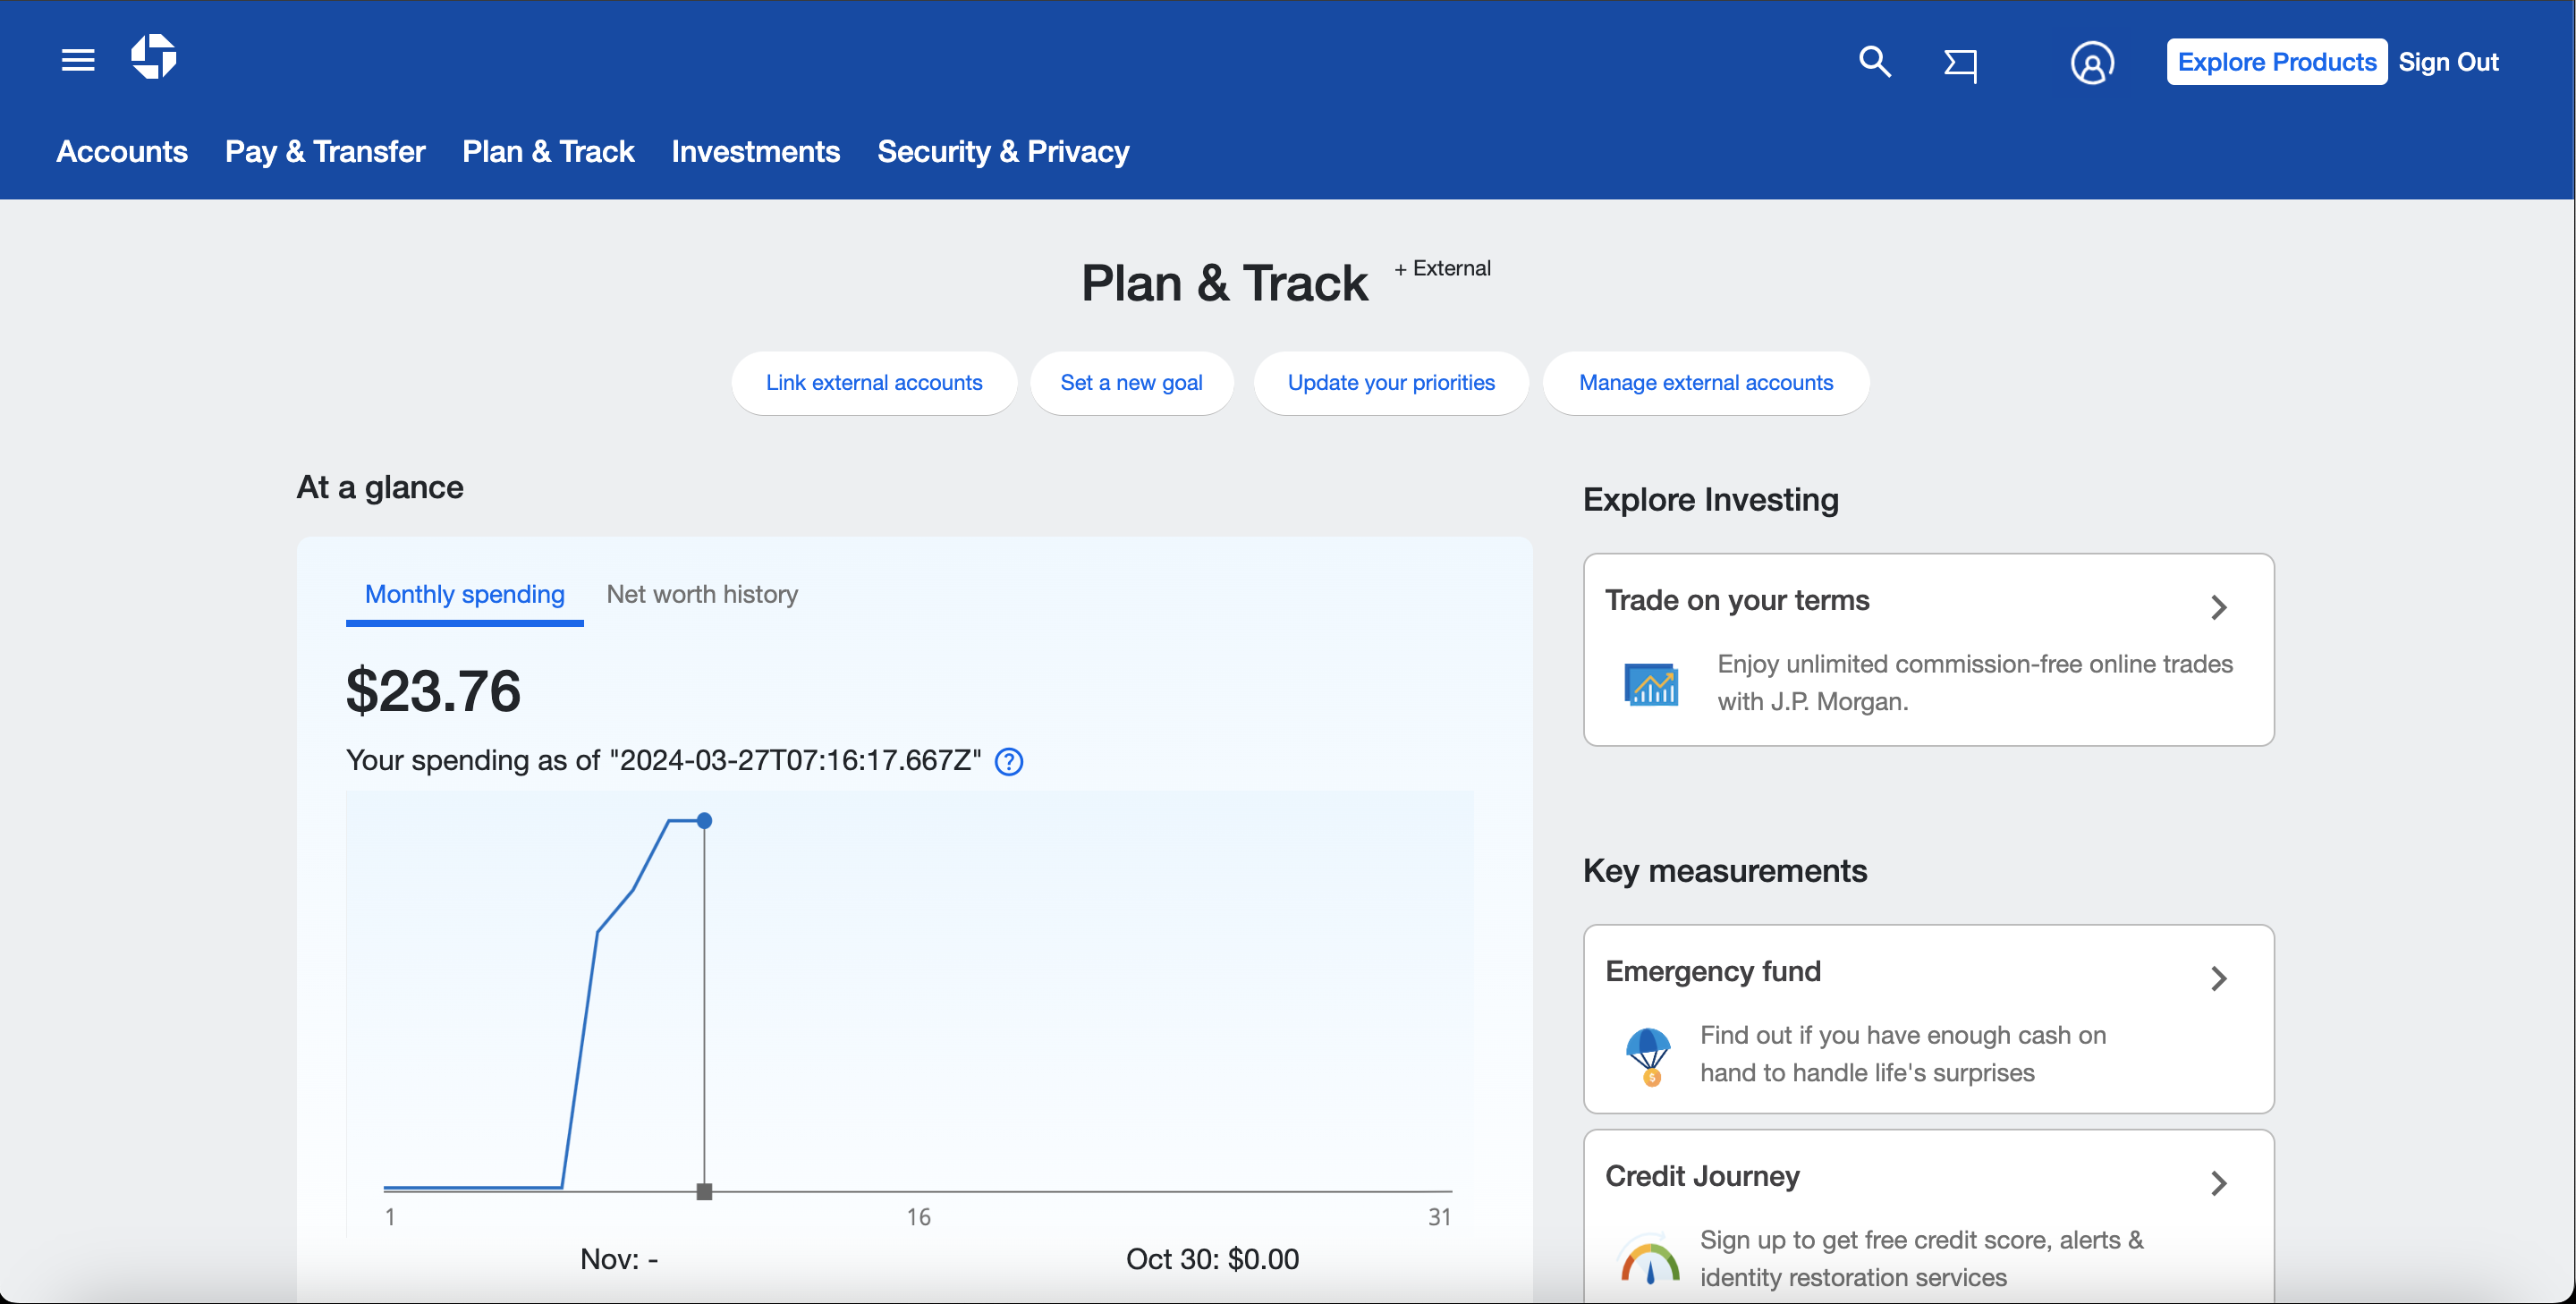 Explore Products Sign Out
Accounts Pay & Transfer Plan & Track Investments Security & Privacy
Plan & Track + External
Link external accounts Set a new goal Update your priorities Manage external accounts
At a glance
Monthly spending Net worth history
$23.76
Your spending as of "2024-03-27T07:16:17.667Z" ?
1 16 31
Nov: - Oct 30: $0.00
Explore Investing
Trade on your terms
Enjoy unlimited commission-free online trades
with J.P. Morgan.
Key measurements
Emergency fund
Find out if you have enough cash on
hand to handle life's surprises
Credit Journey
Sign up to get free credit score, alerts &
identity restoration services